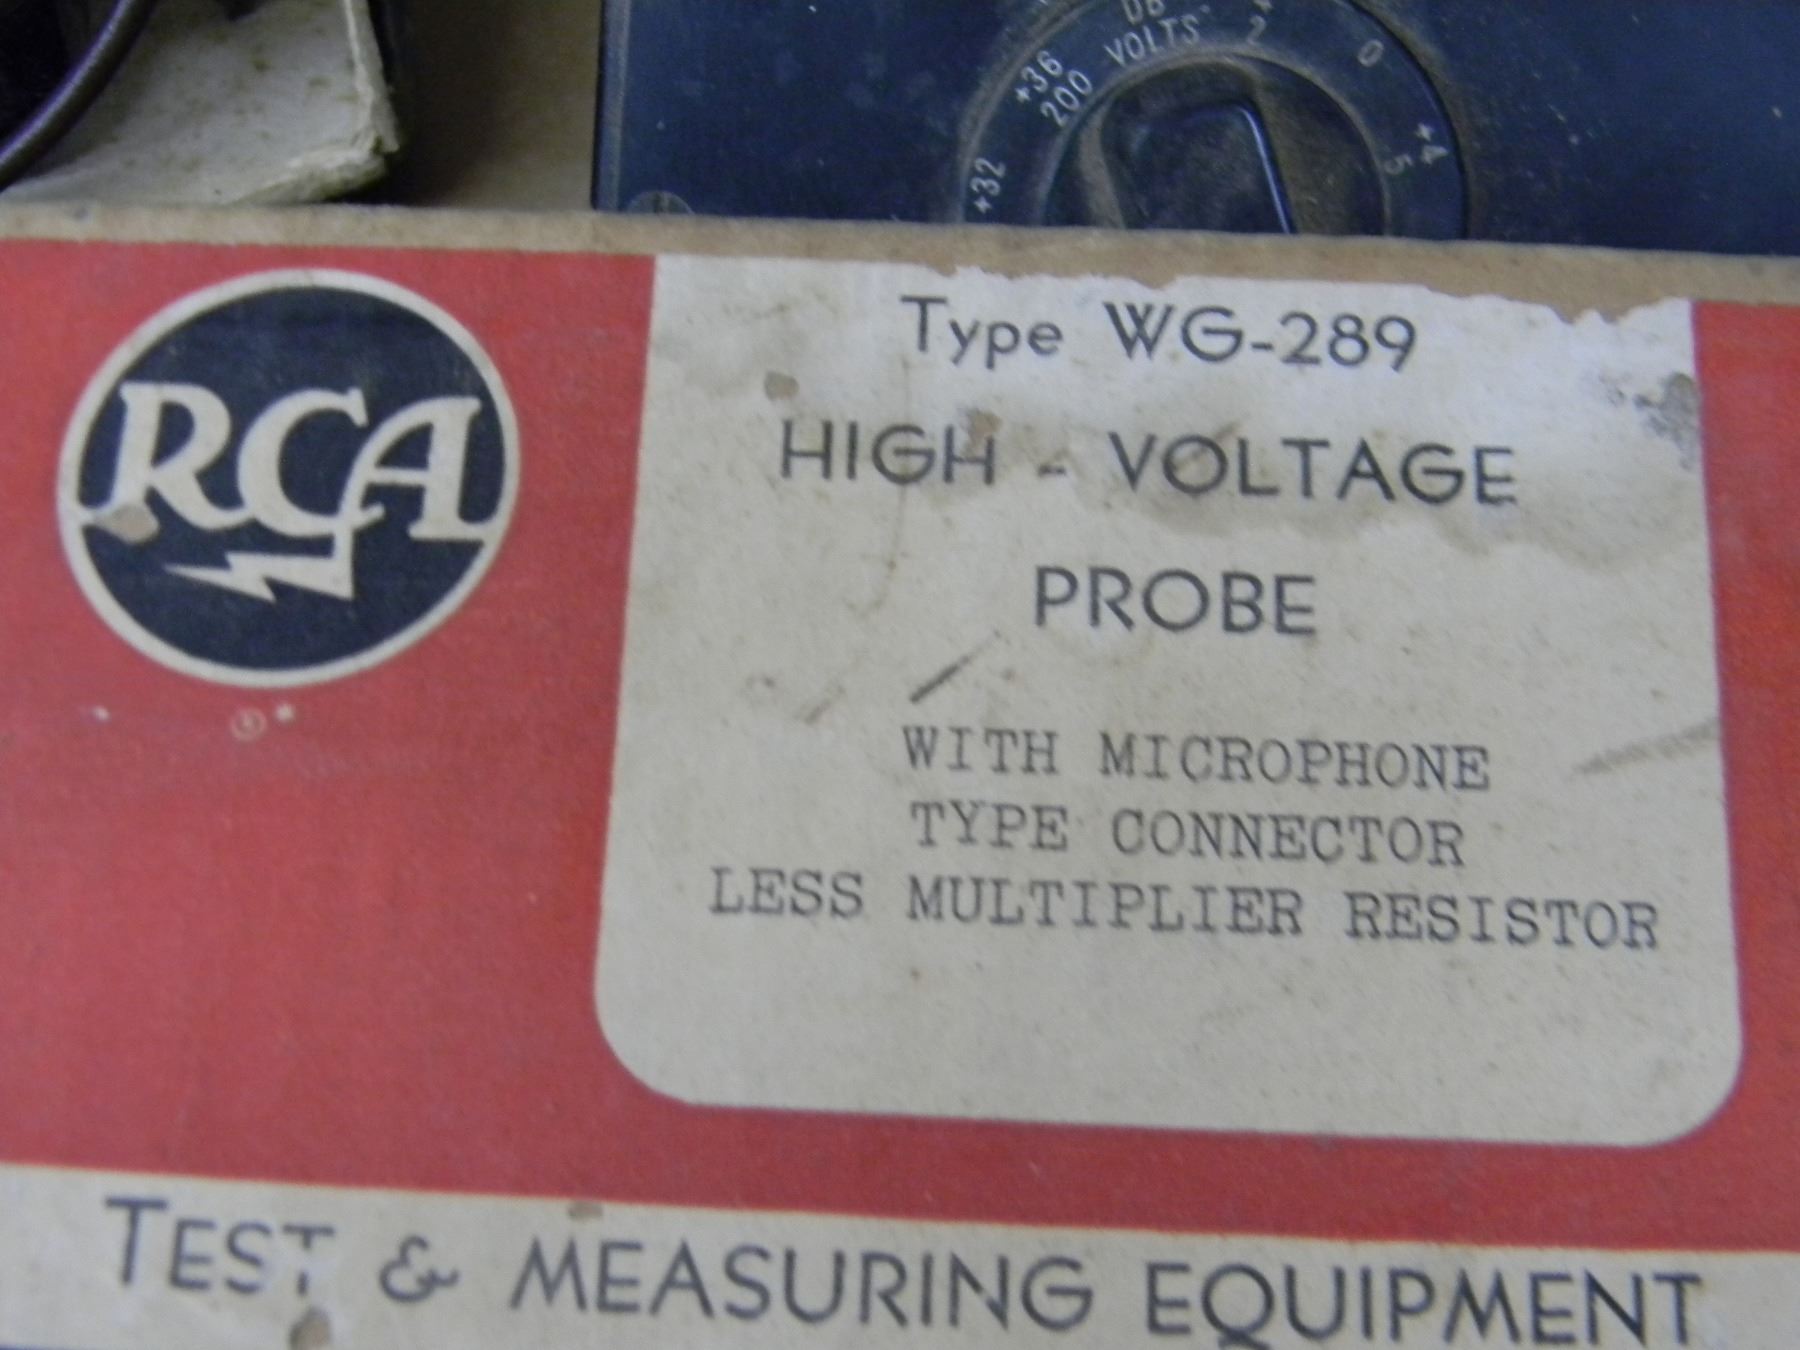 DB
VOLTS
2
0
+4
5
+36
200
+32
RCA
Type WG-289
HIGH - VOLTAGE
PROBE
WITH MICROPHONE
TYPE CONNECTOR
LESS MULTIPLIER RESISTOR
TEST & MEASURING EQUIPMENT